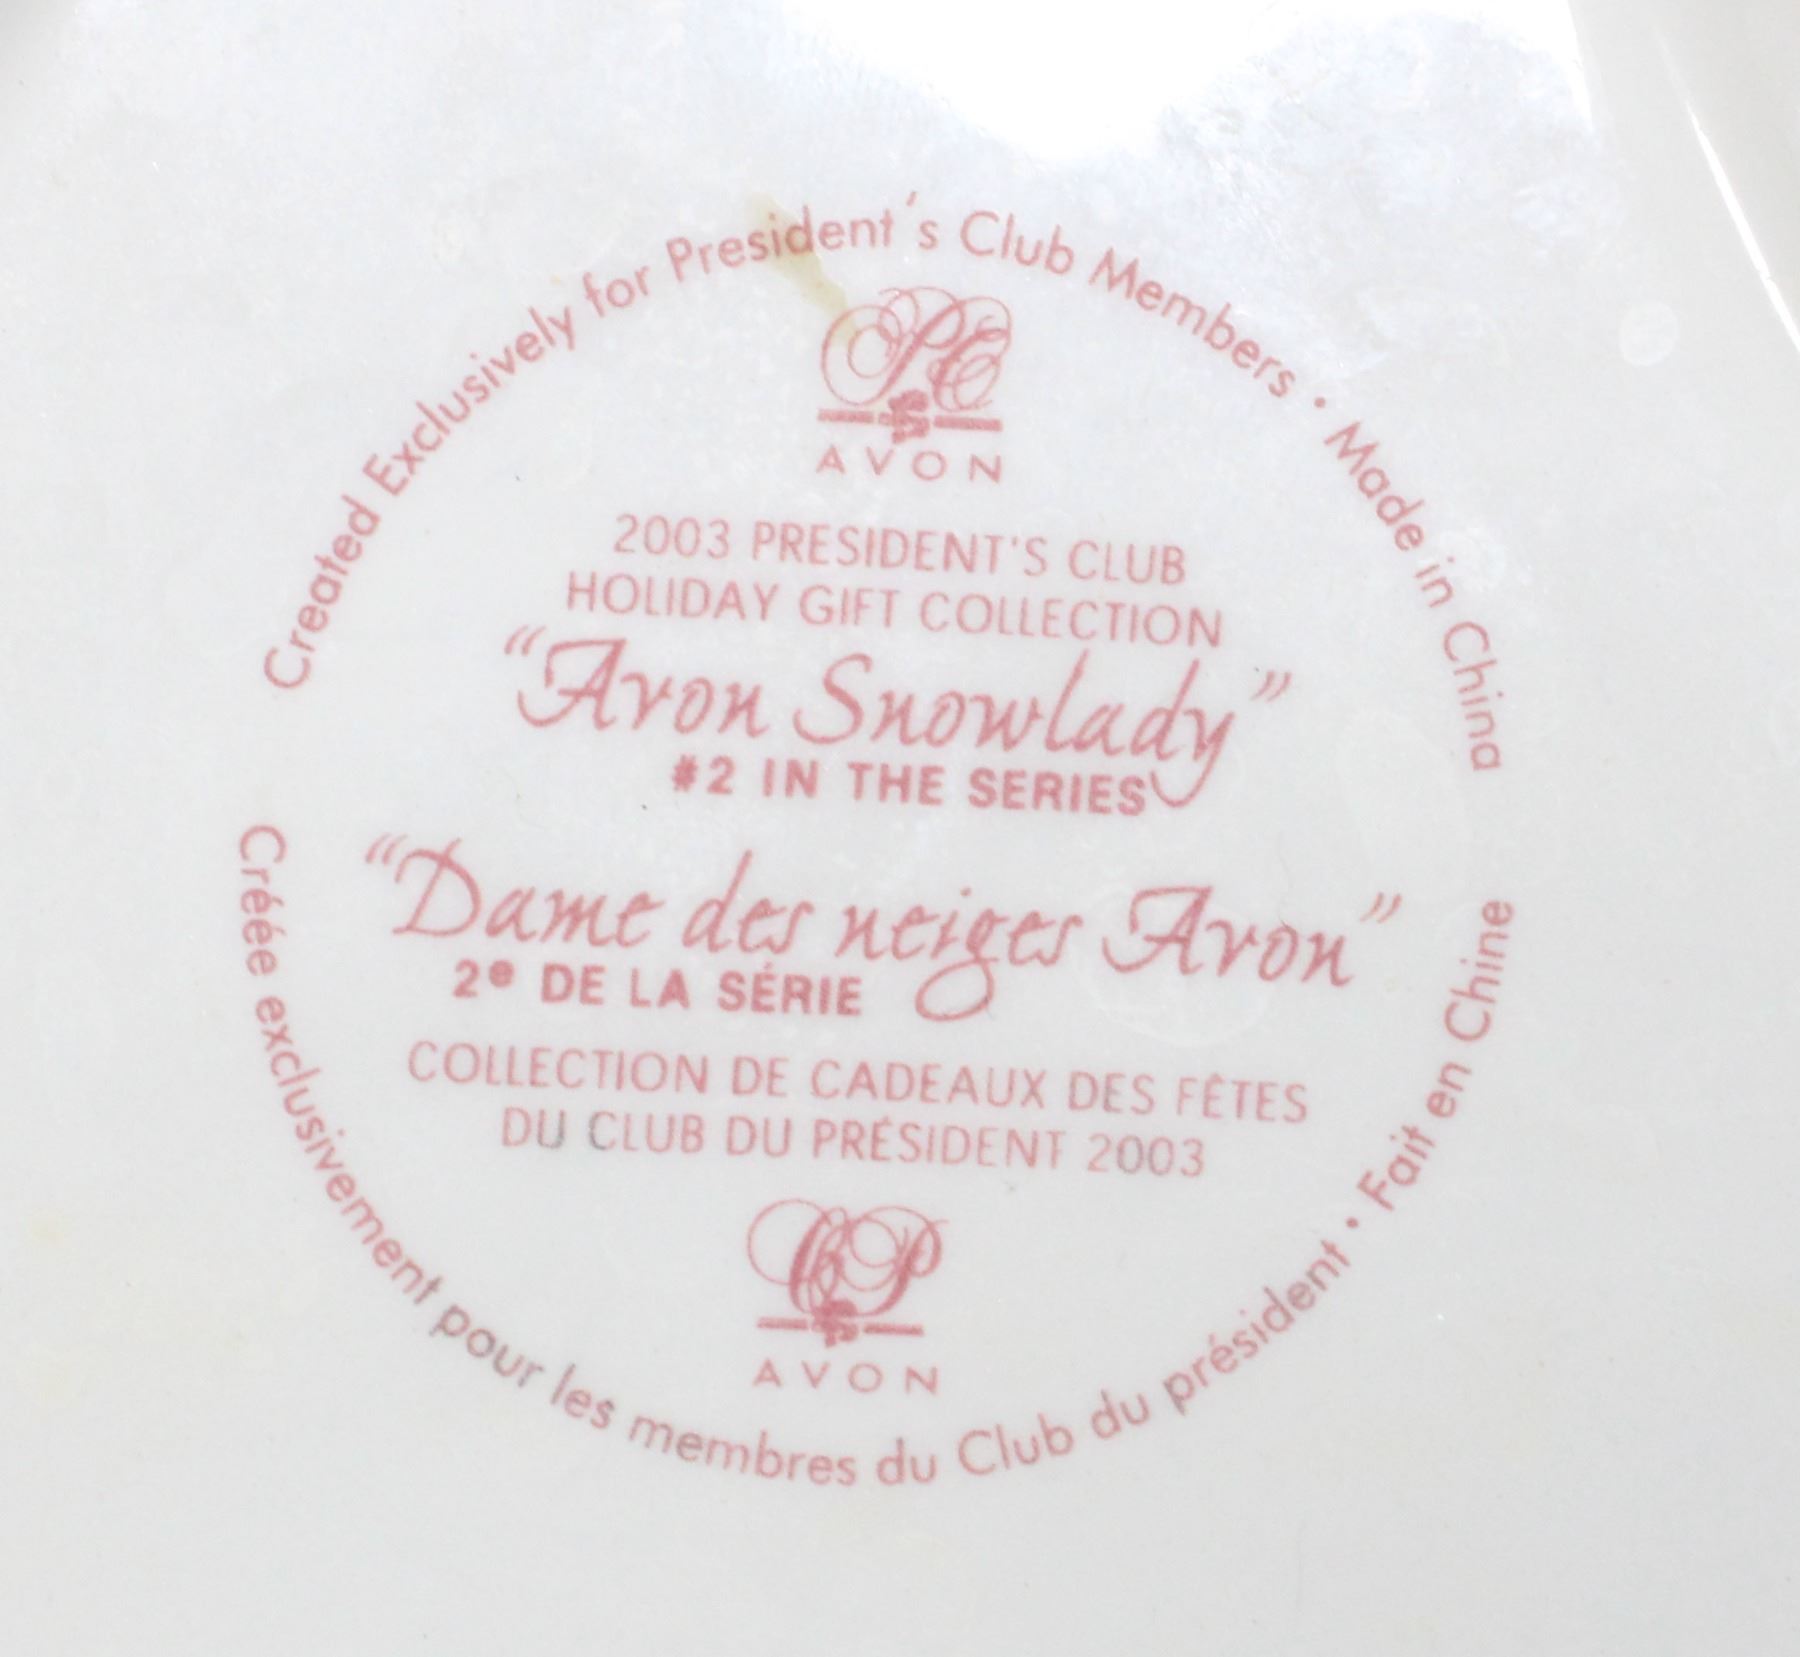 Created Exclusively for President's Club Members · Made in China
PC
AVON
2003 PRESIDENT'S CLUB
HOLIDAY GIFT COLLECTION
“Avon Snowlady”
#2 IN THE SERIES
“Dame des neiges Avon”
2e DE LA SÉRIE
COLLECTION DE CADEAUX DES FÊTES
DU CLUB DU PRÉSIDENT 2003
CP
AVON
Créée exclusivement pour les membres du Club du président · Fait en Chine